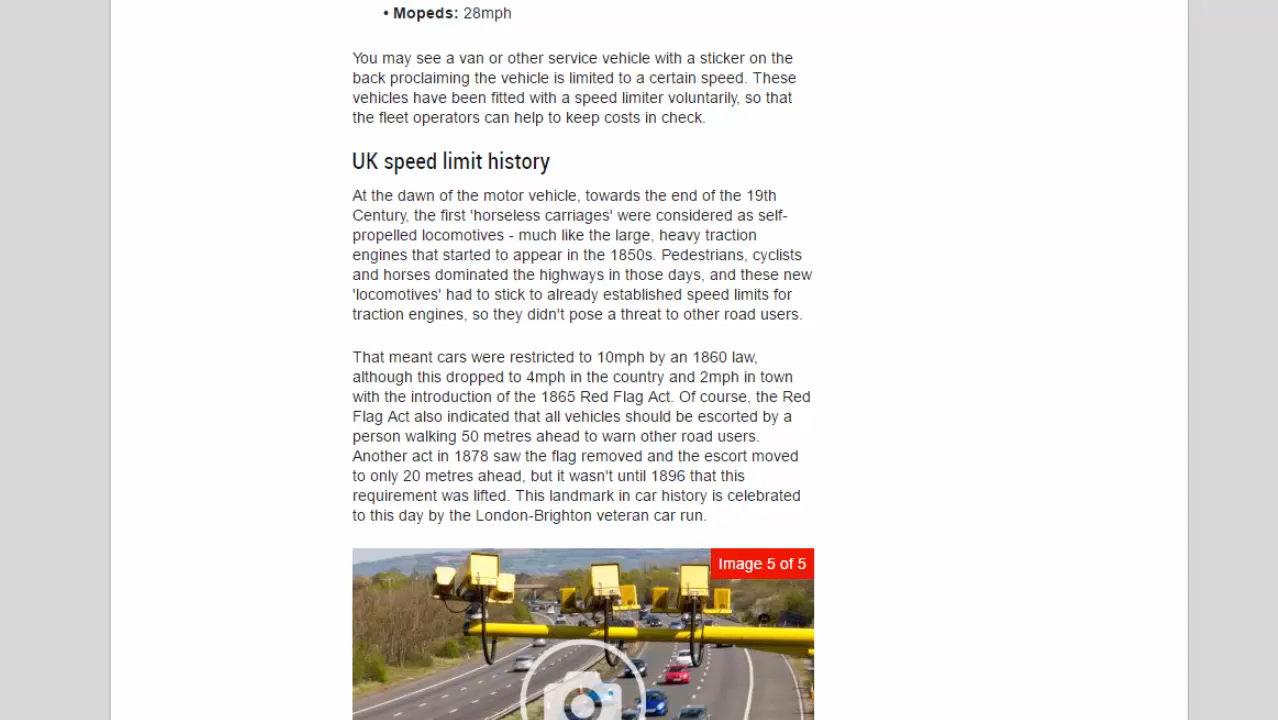 • Mopeds: 28mph
You may see a van or other service vehicle with a sticker on the
back proclaiming the vehicle is limited to a certain speed. These
vehicles have been fitted with a speed limiter voluntarily, so that
the fleet operators can help to keep costs in check.
UK speed limit history
At the dawn of the motor vehicle, towards the end of the 19th
Century, the first 'horseless carriages' were considered as self-
propelled locomotives - much like the large, heavy traction
engines that started to appear in the 1850s. Pedestrians, cyclists
and horses dominated the highways in those days, and these new
'locomotives' had to stick to already established speed limits for
traction engines, so they didn't pose a threat to other road users.
That meant cars were restricted to 10mph by an 1860 law,
although this dropped to 4mph in the country and 2mph in town
with the introduction of the 1865 Red Flag Act. Of course, the Red
Flag Act also indicated that all vehicles should be escorted by a
person walking 50 metres ahead to warn other road users.
Another act in 1878 saw the flag removed and the escort moved
to only 20 metres ahead, but it wasn't until 1896 that this
requirement was lifted. This landmark in car history is celebrated
to this day by the London-Brighton veteran car run.
Image 5 of 5